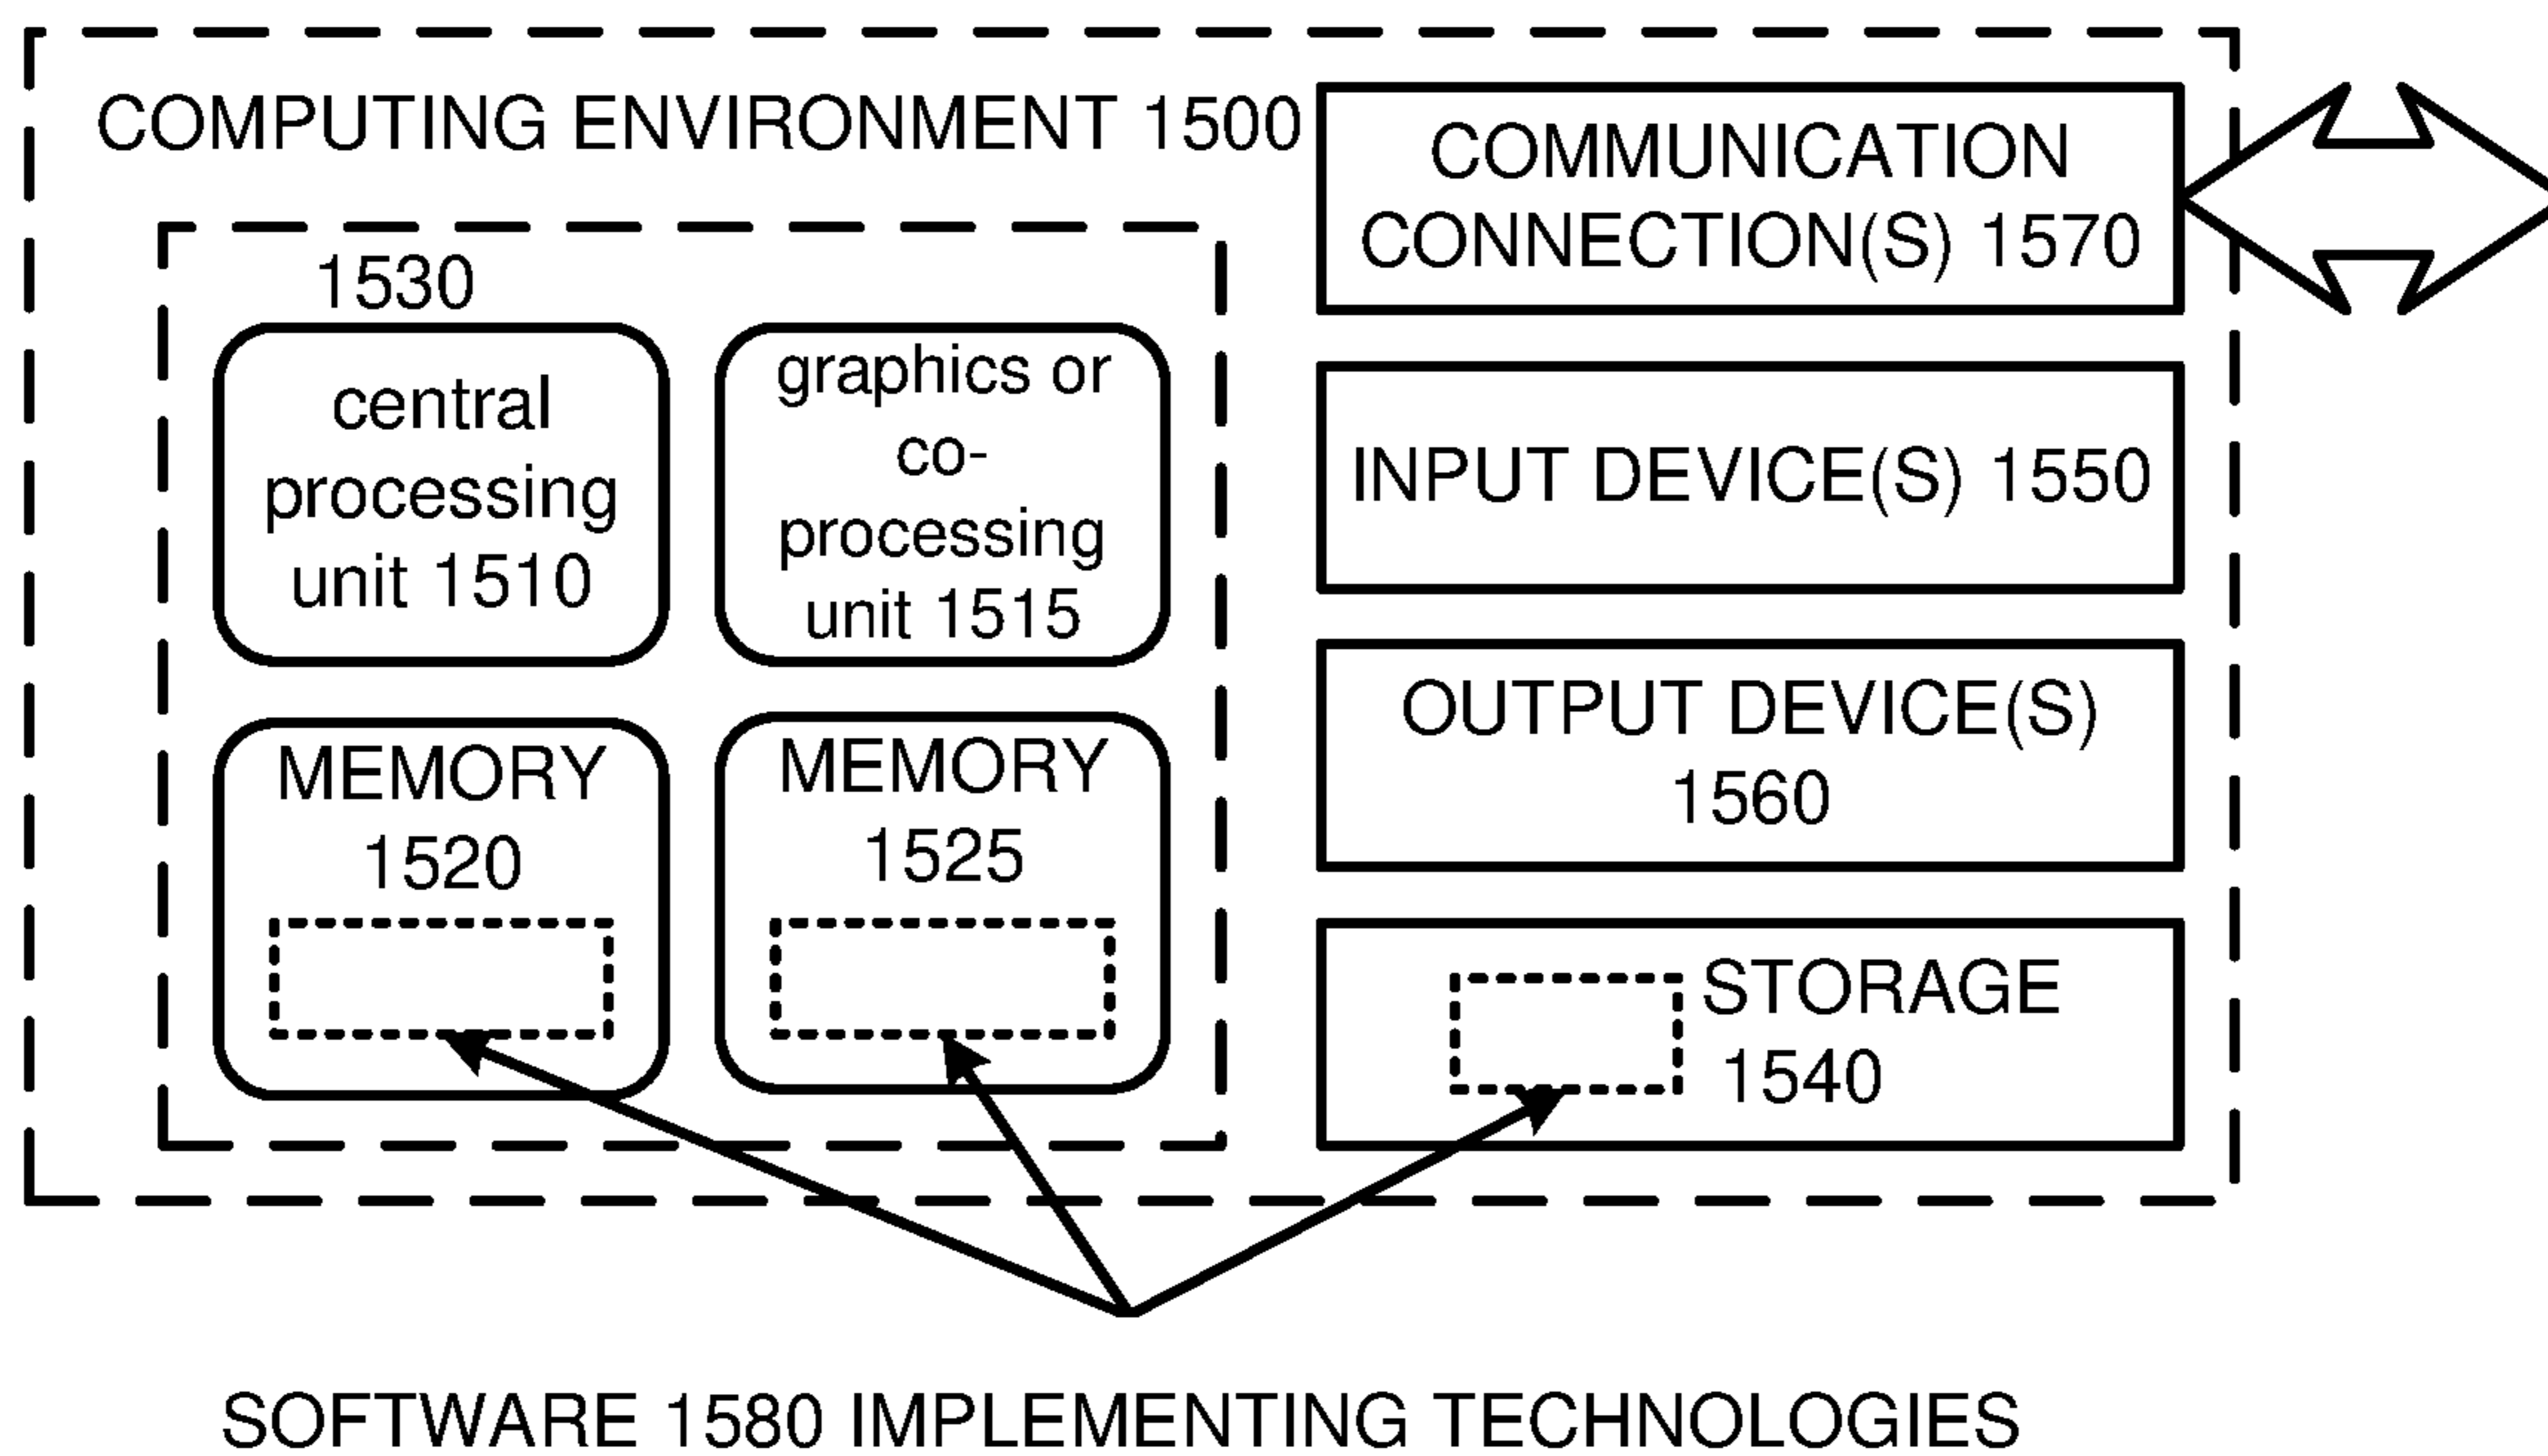 COMPUTING ENVIRONMENT 1500
COMMUNICATION
CONNECTION(S) 1570
1530
central
processing
unit 1510
graphics or
co-
processing
unit 1515
INPUT DEVICE(S) 1550
MEMORY
1520
MEMORY
1525
OUTPUT DEVICE(S)
1560
STORAGE
1540
SOFTWARE 1580 IMPLEMENTING TECHNOLOGIES